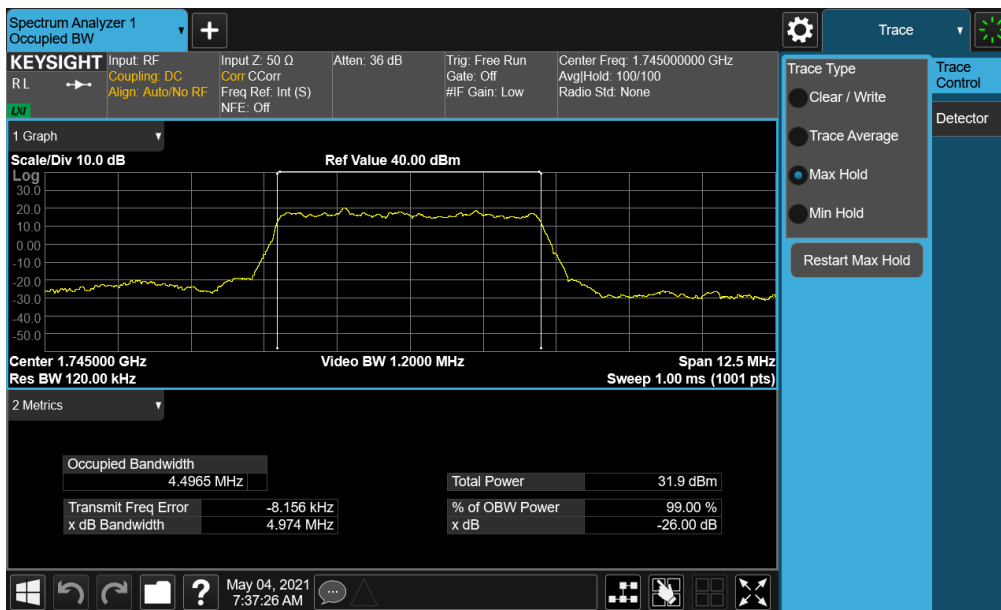 Spectrum Analyzer 1
Occupied BW
+
Trace
KEYSIGHT
RL
LXI
Input: RF
Coupling: DC
Align: Auto/No RF
Input Z: 50 Ω
Corr CCorr
Freq Ref: Int (S)
NFE: Off
Atten: 36 dB
Trig: Free Run
Gate: Off
#IF Gain: Low
Center Freq: 1.745000000 GHz
Avg|Hold: 100/100
Radio Std: None
Trace Type
Clear / Write
Trace Average
Max Hold
Min Hold
Restart Max Hold
Trace
Control
Detector
1 Graph
Scale/Div 10.0 dB
Ref Value 40.00 dBm
Log
30.0
20.0
10.0
0.00
-10.0
-20.0
-30.0
-40.0
-50.0
Center 1.745000 GHz
Video BW 1.2000 MHz
Span 12.5 MHz
Res BW 120.00 kHz
Sweep 1.00 ms (1001 pts)
2 Metrics
Occupied Bandwidth
4.4965 MHz
Total Power 31.9 dBm
Transmit Freq Error -8.156 kHz
% of OBW Power 99.00 %
x dB Bandwidth 4.974 MHz
x dB -26.00 dB
?
May 04, 2021
7:37:26 AM